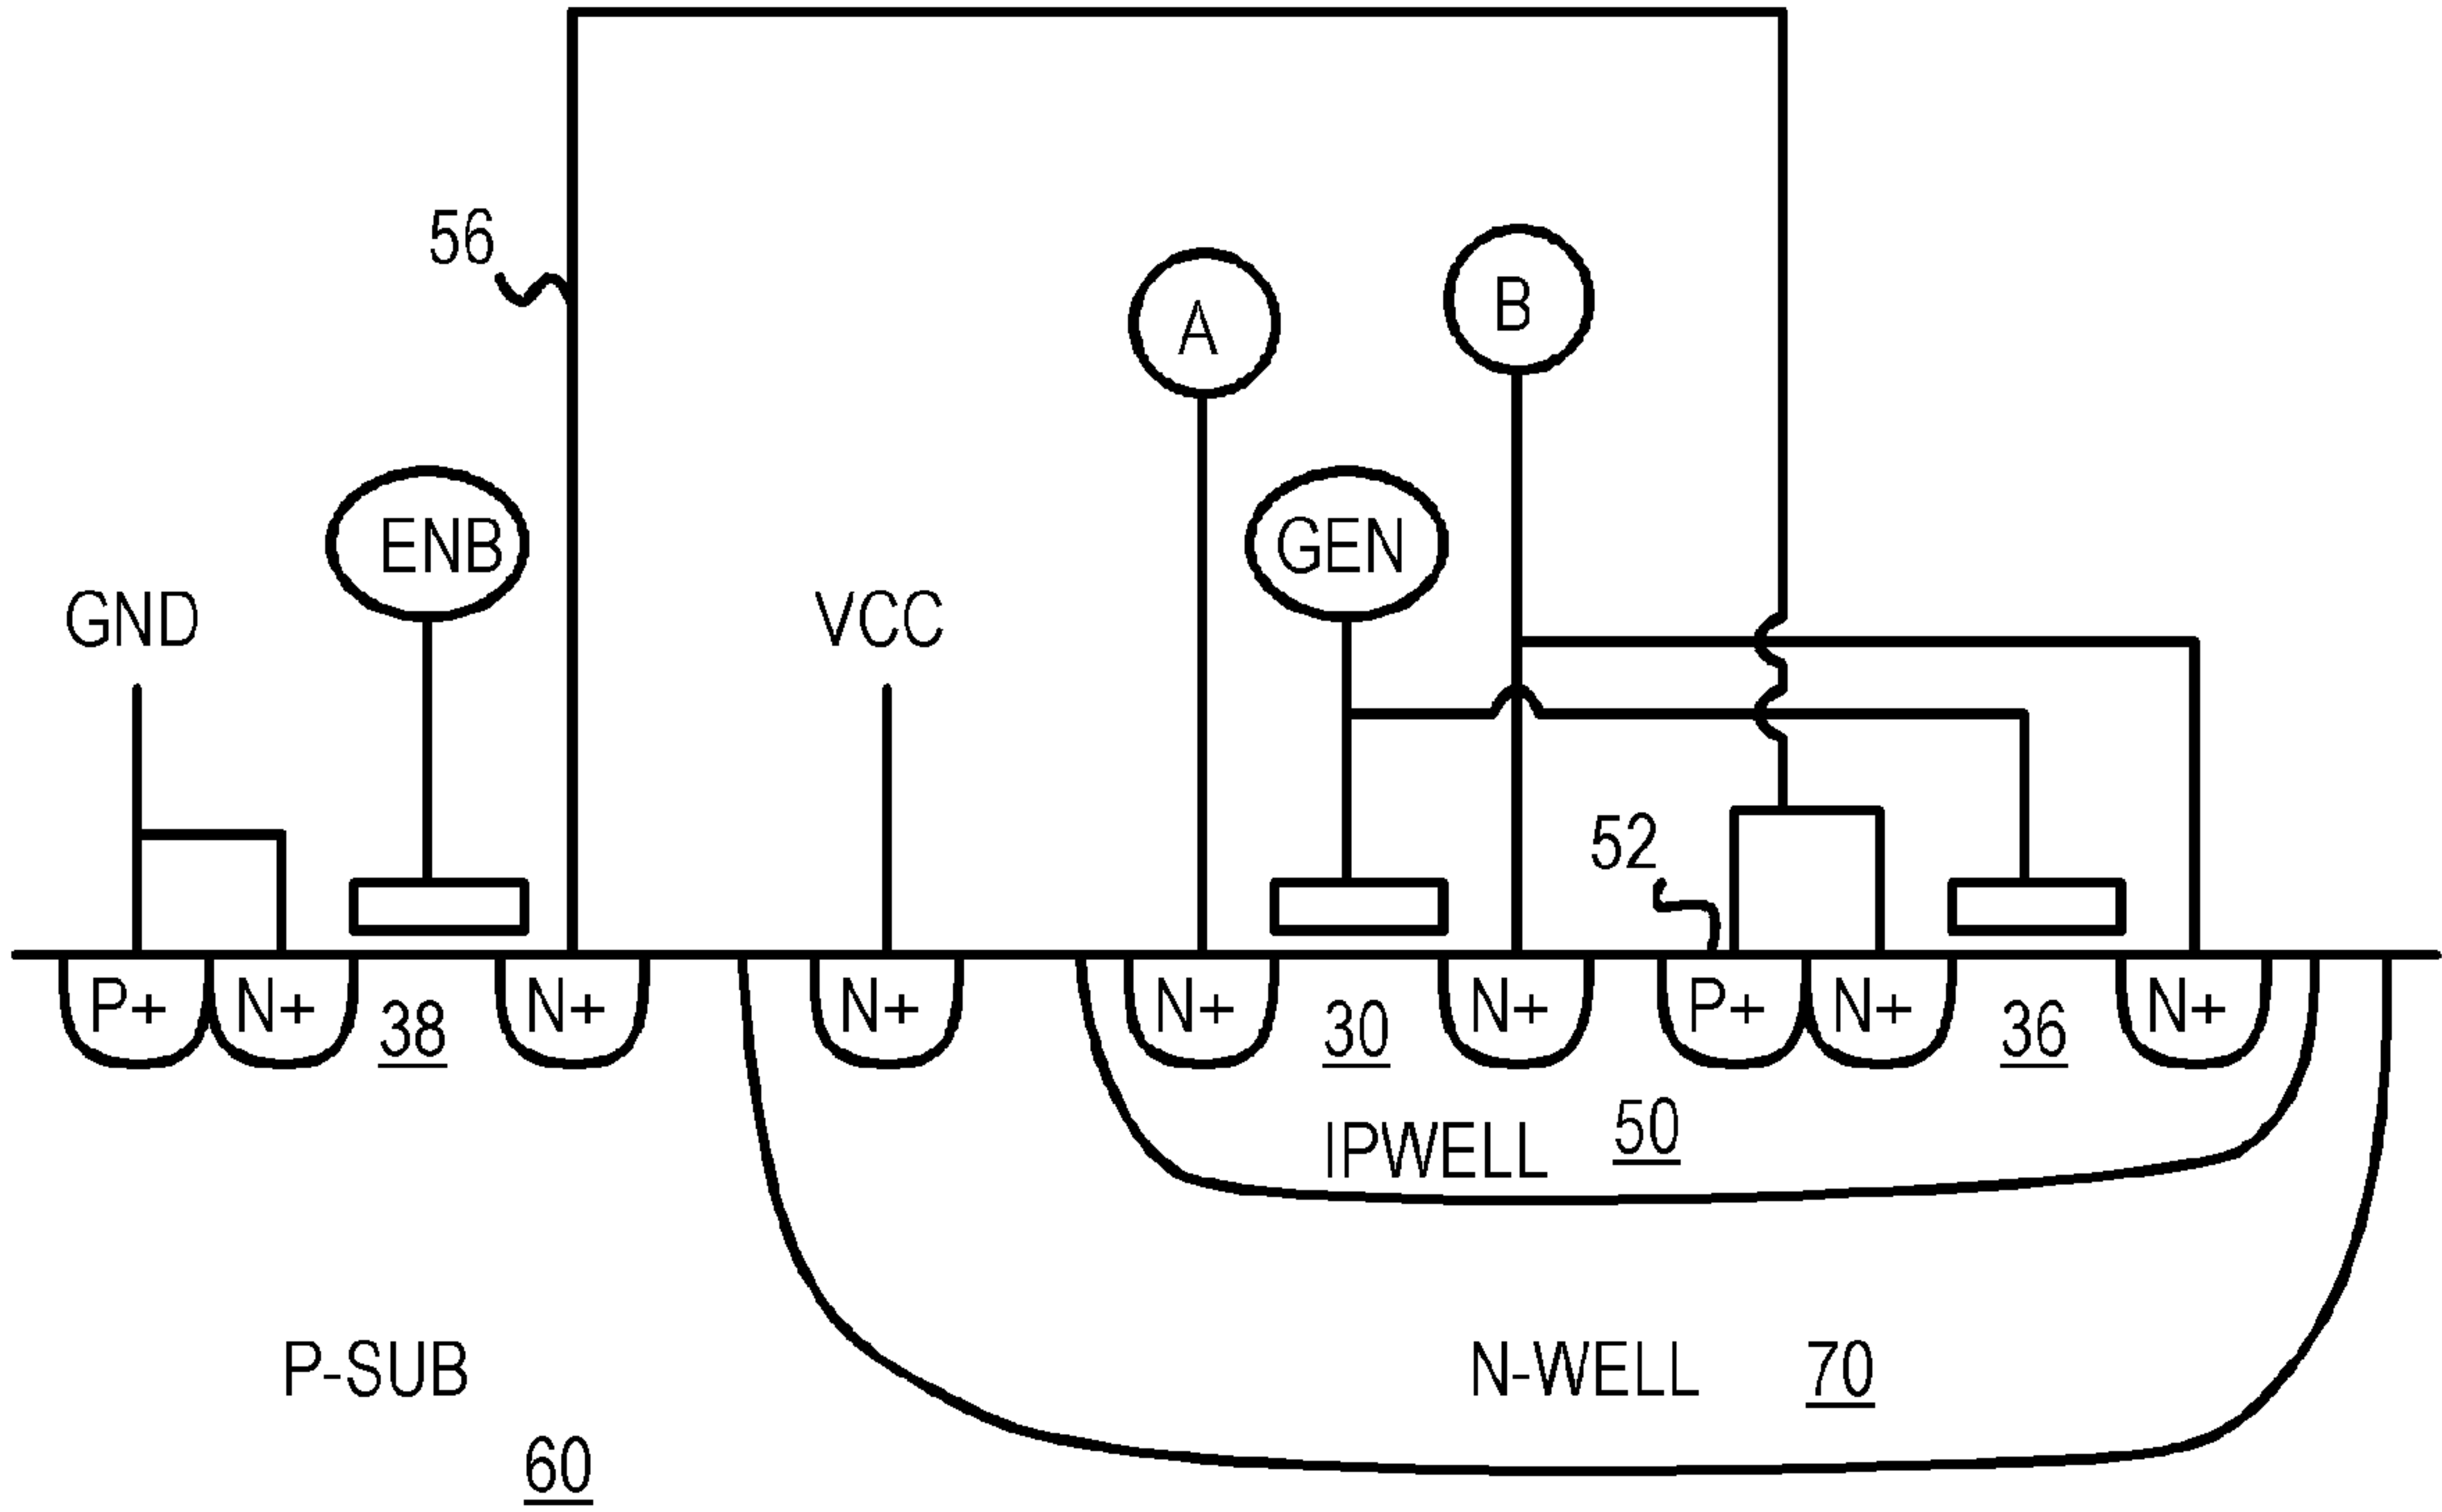 56
A
B
ENB
GEN
GND
VCC
52
P+ N+ 38 N+ N+ N+ 30 N+ P+ N+ 36 N+
IPWELL 50
P-SUB
N-WELL 70
60